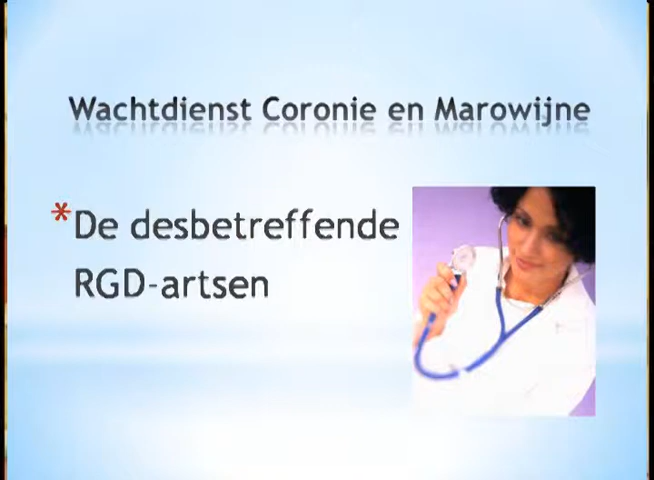 Wachtdienst Coronie en Marowijne
* De desbetreffende
RGD-artsen